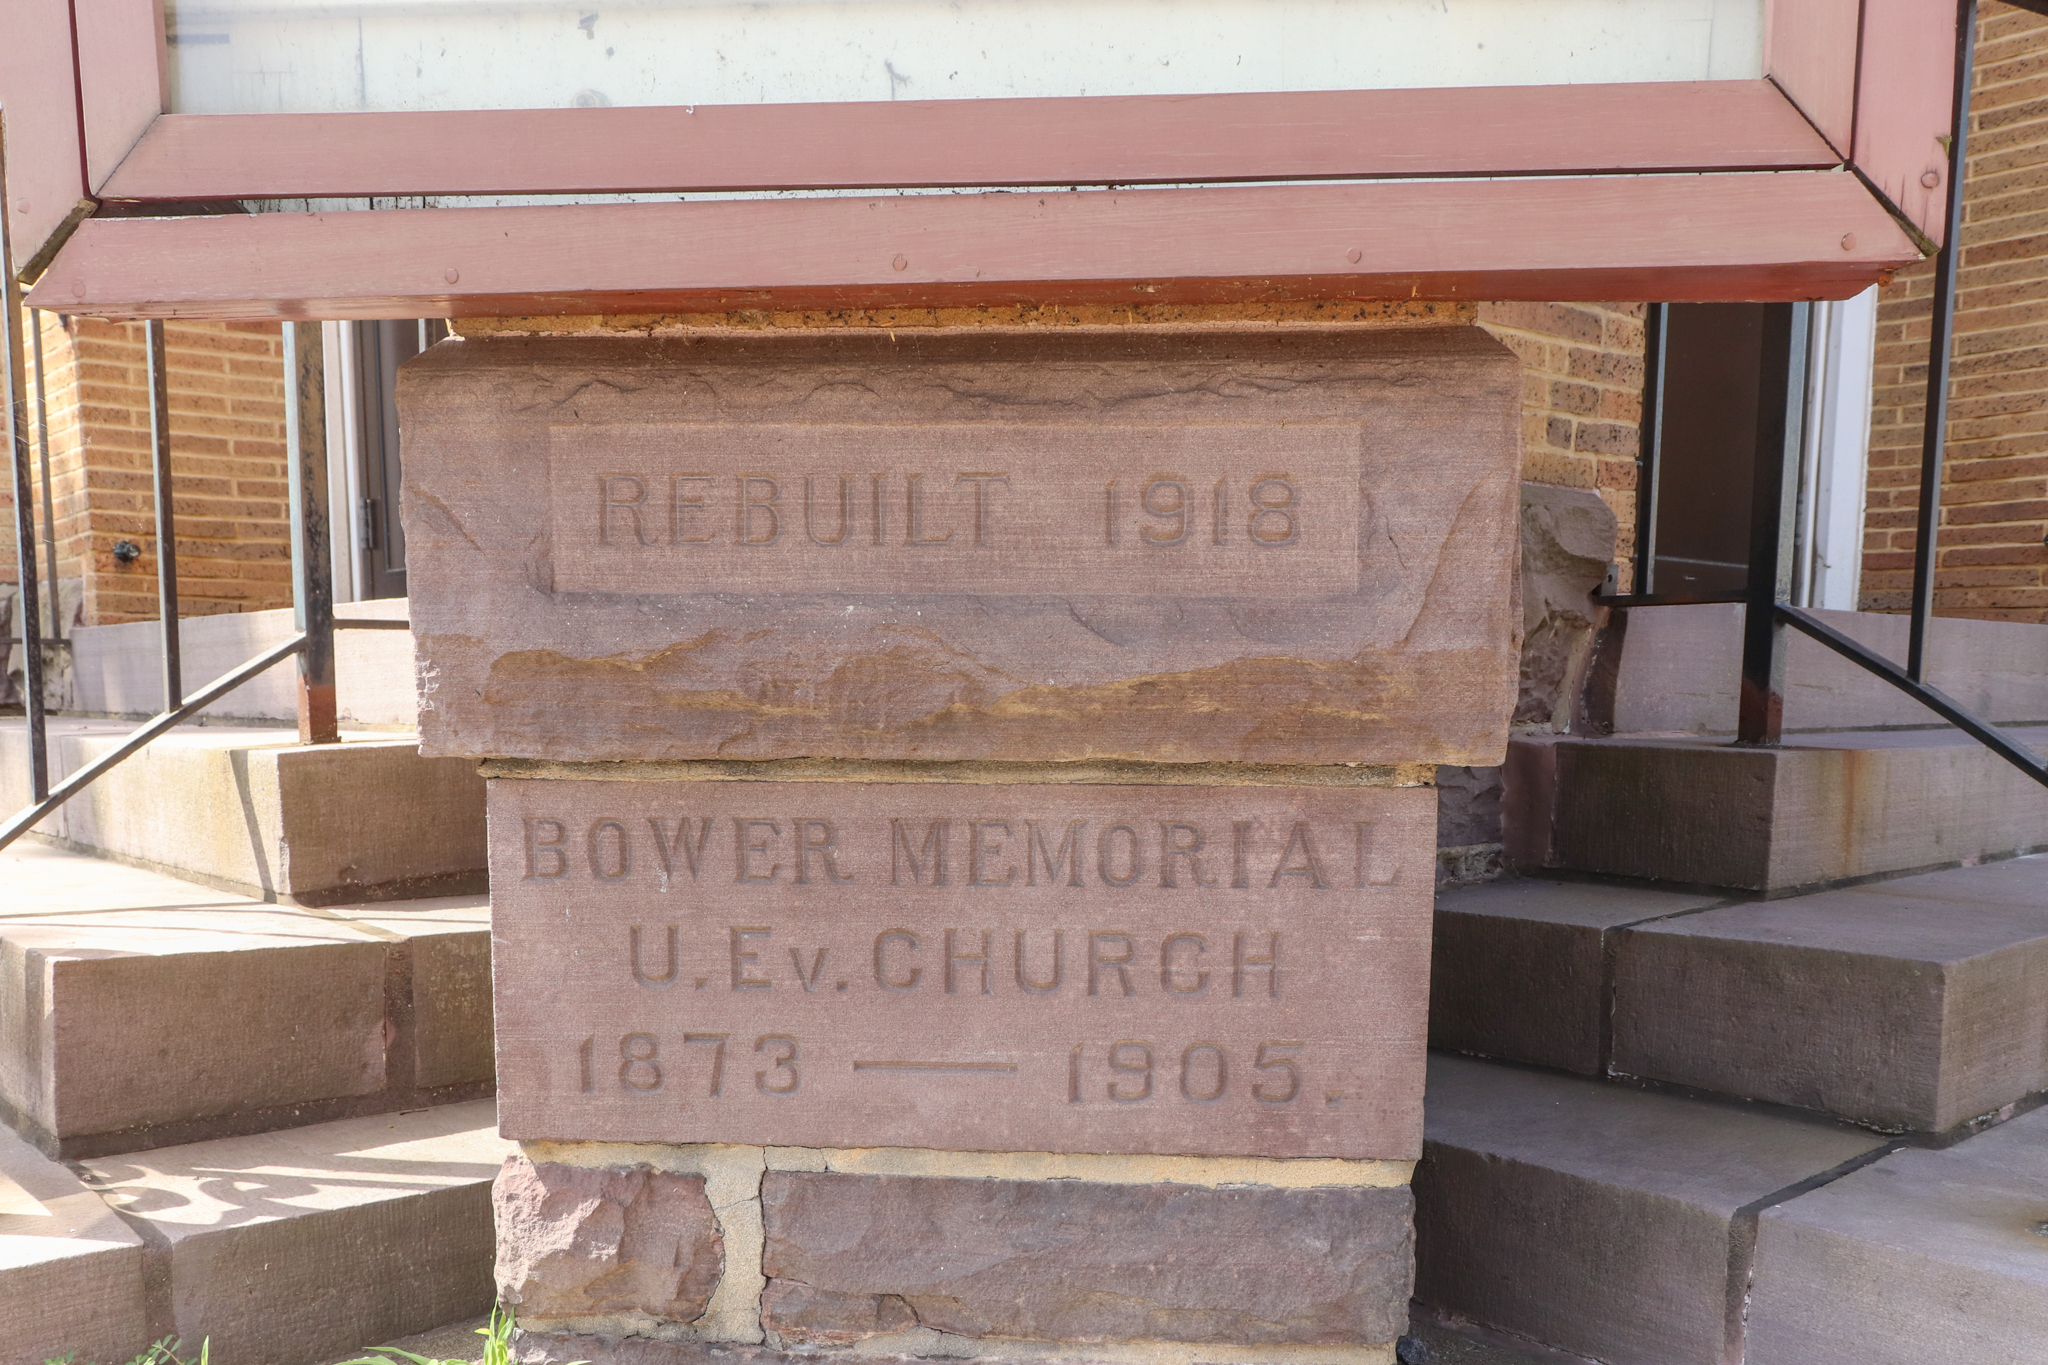 REBUILT 1918
BOWER MEMORIAL
U. Ev. CHURCH
1873 — 1905.